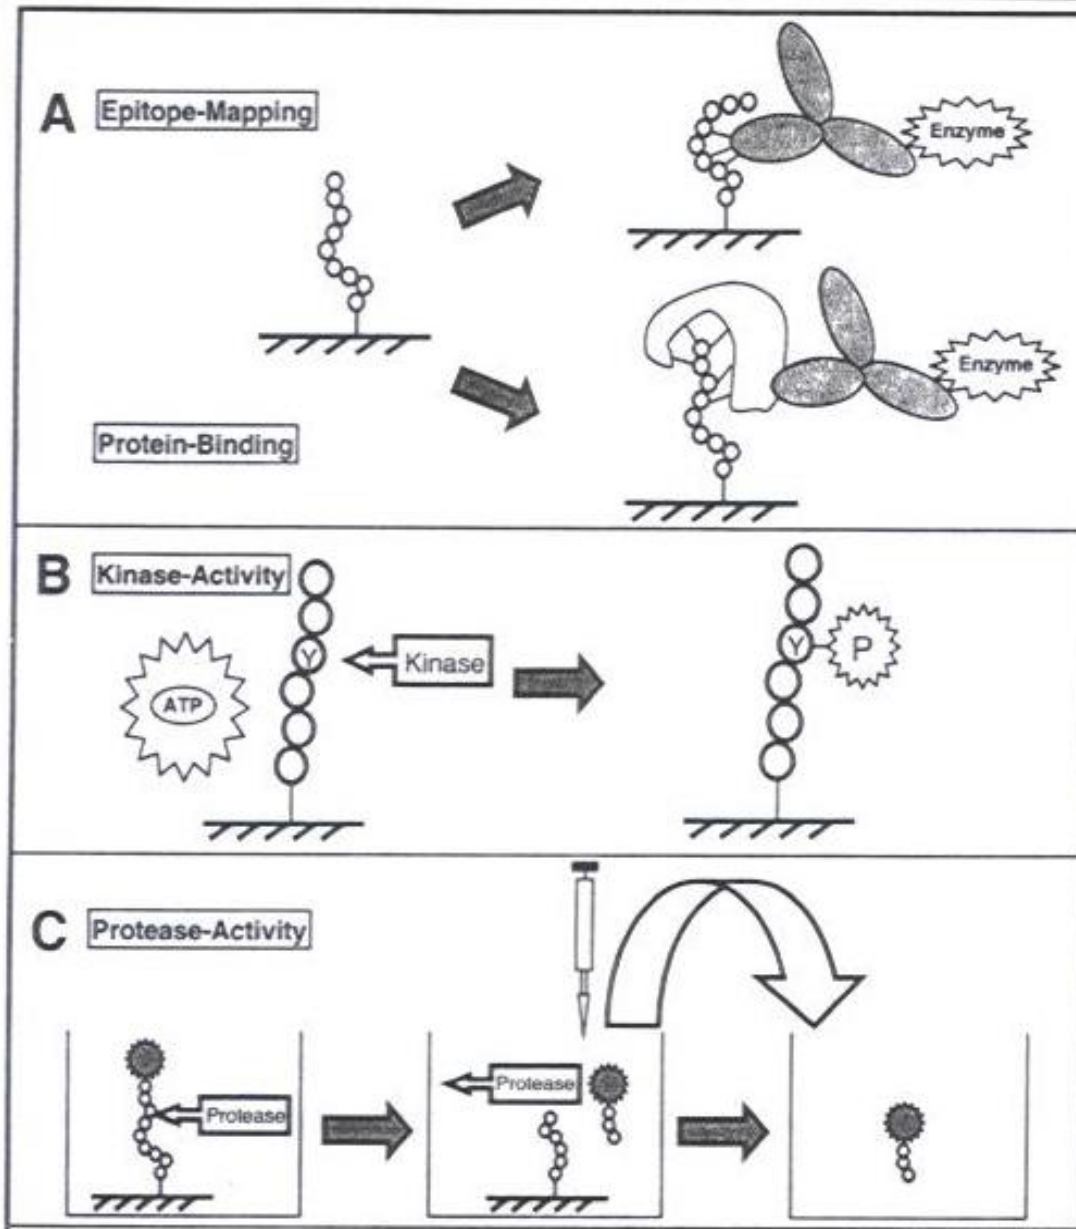 A Epitope-Mapping
Enzyme
Enzyme
Protein-Binding
B Kinase-Activity
ATP
Y
Kinase
Y
P
C Protease-Activity
Protease
Protease